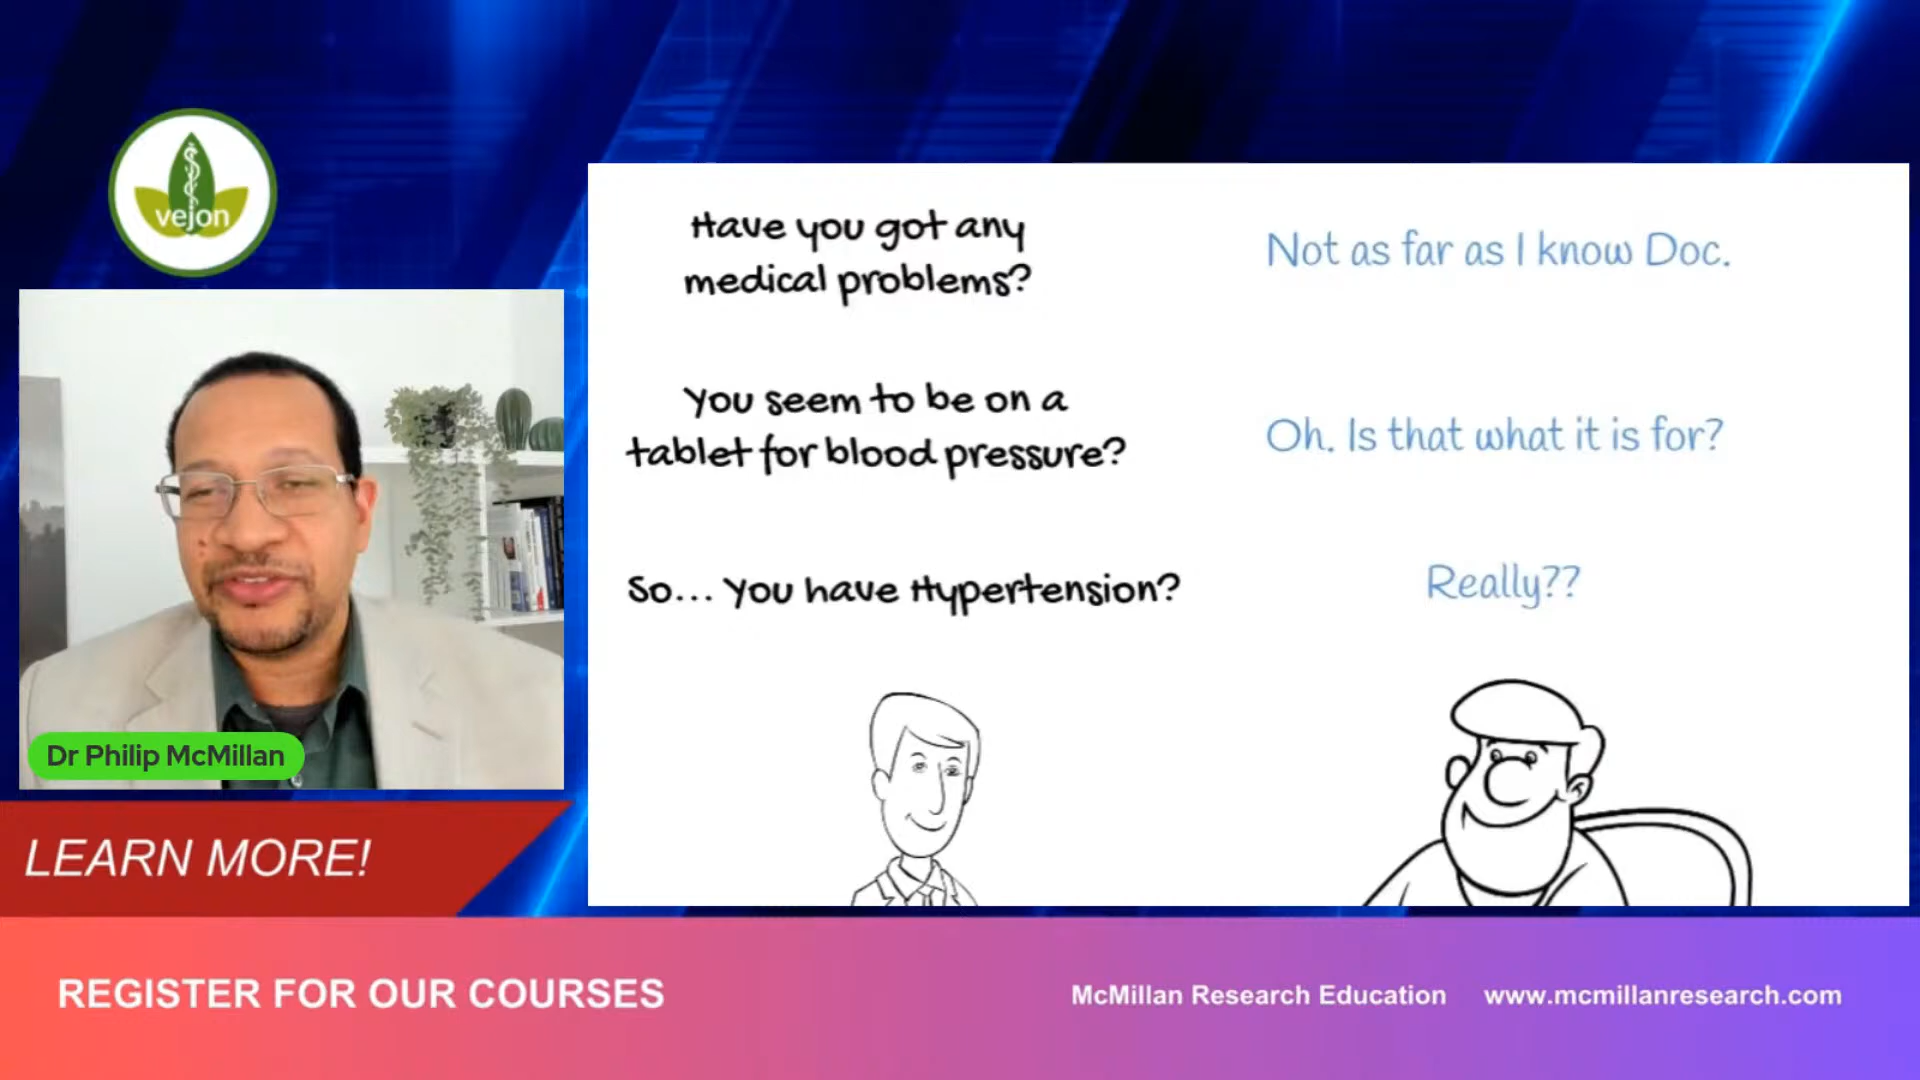 vejon
Have you got any
medical problems?
Not as far as I know Doc.
You seem to be on a
tablet for blood pressure?
Oh. Is that what it is for?
So... You have Hypertension?
Really??
Dr Philip McMillan
LEARN MORE!
REGISTER FOR OUR COURSES
McMillan Research Education
www.mcmillanresearch.com